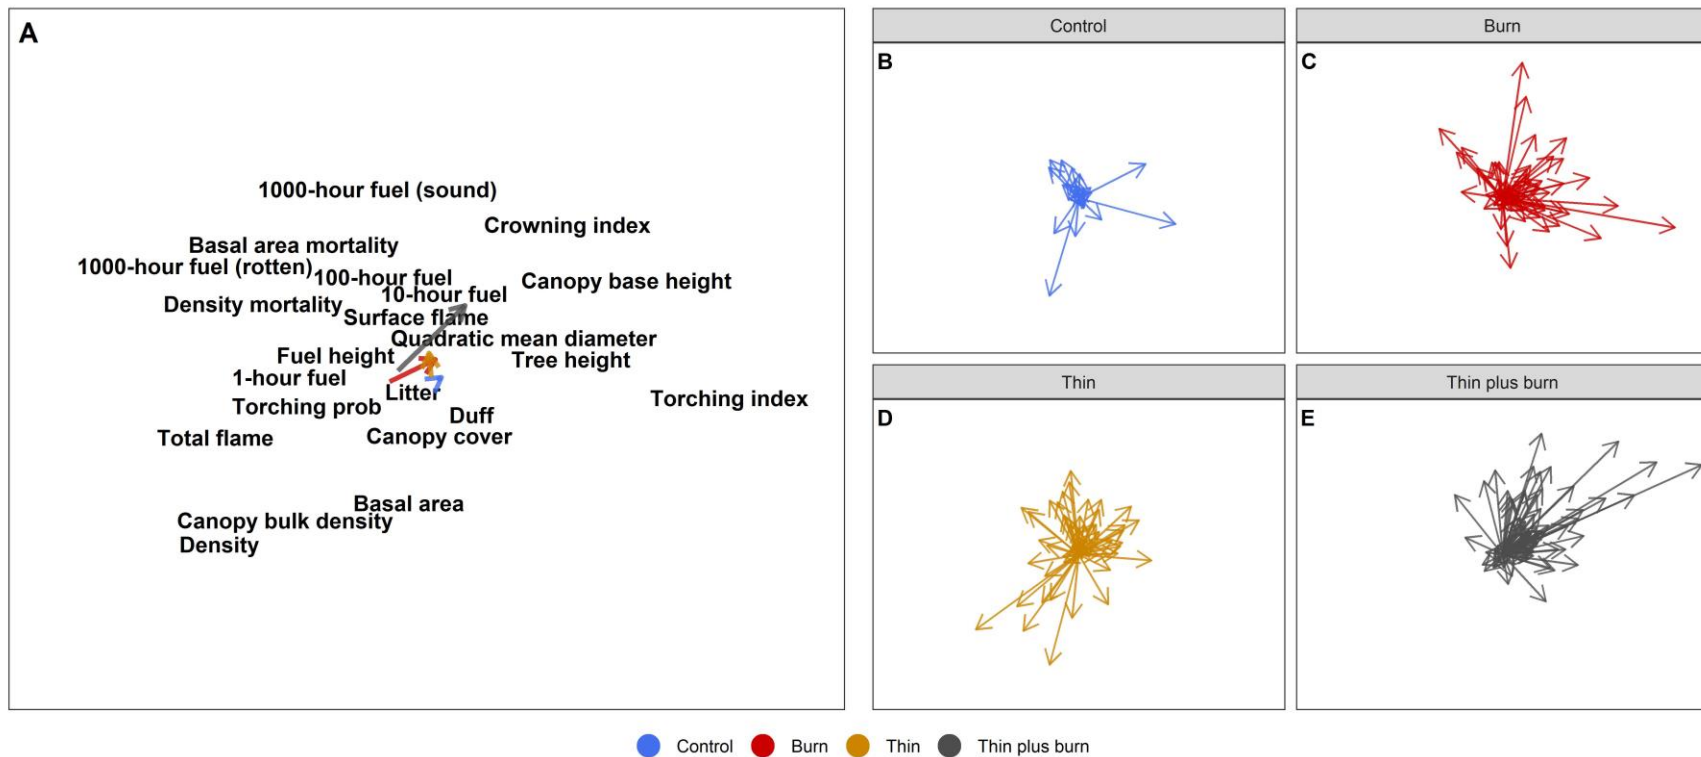 A
1000-hour fuel (sound)
Crowning index
Basal area mortality
1000-hour fuel (rotten)
100-hour fuel
Canopy base height
10-hour fuel
Density mortality
Surface flame
Quadratic mean diameter
Fuel height
Tree height
1-hour fuel
Litter
Torching index
Torching prob
Duff
Total flame
Canopy cover
Basal area
Canopy bulk density
Density
Control
B
Burn
C
Thin
D
Thin plus burn
E
Control Burn Thin Thin plus burn